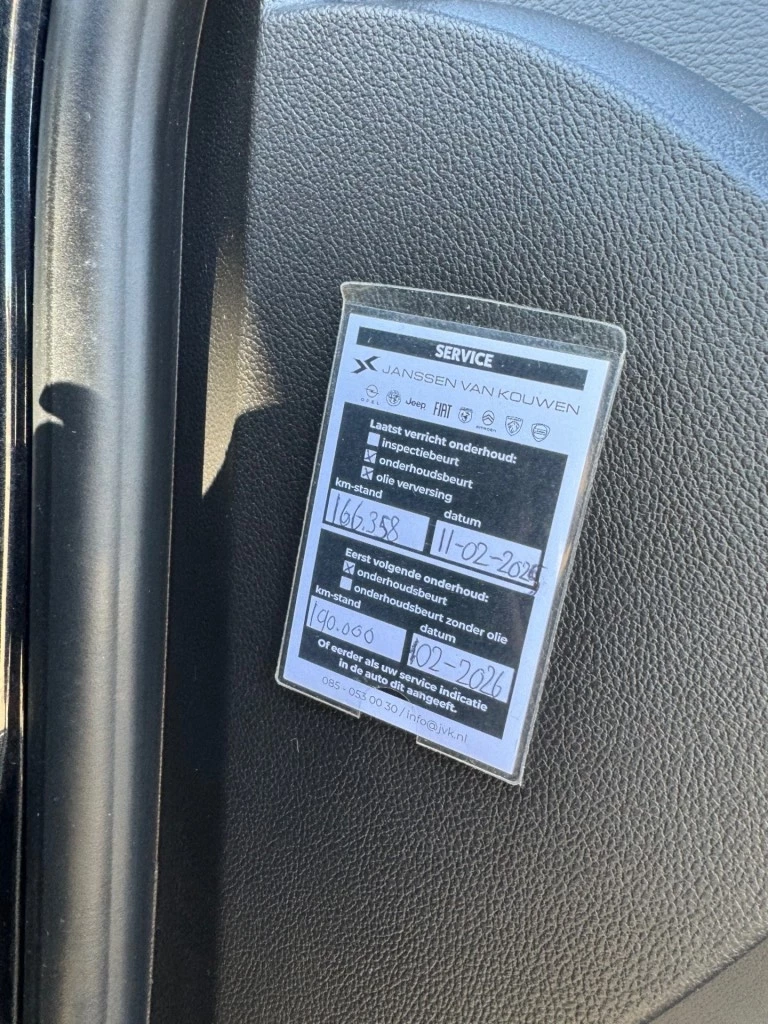 SERVICE
JANSSEN VAN KOUWEN
OPEL Jeep FIAT CITROËN
Laatst verricht onderhoud:
inspectiebeurt
onderhoudsbeurt
olie verversing
km-stand datum
166.358 11-02-2025
Eerst volgende onderhoud:
onderhoudsbeurt
onderhoudsbeurt zonder olie
km-stand datum
190.000 02-2026
Of eerder als uw service indicatie
in de auto dit aangeeft.
085 - 053 00 30 / info@jvk.nl